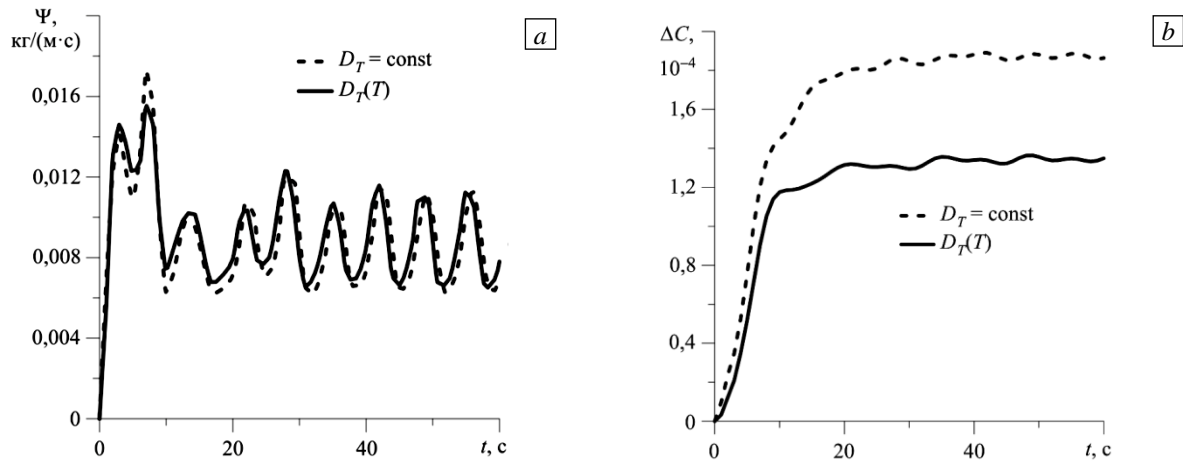 Ψ,
кг/(м·с)
a
D_T = const
D_T(T)
0,016
0,012
0,008
0,004
0
0
20
40
t, с
ΔC,
10⁻⁴
b
1,6
1,2
D_T = const
D_T(T)
0,8
0,4
0
0
20
40
t, с